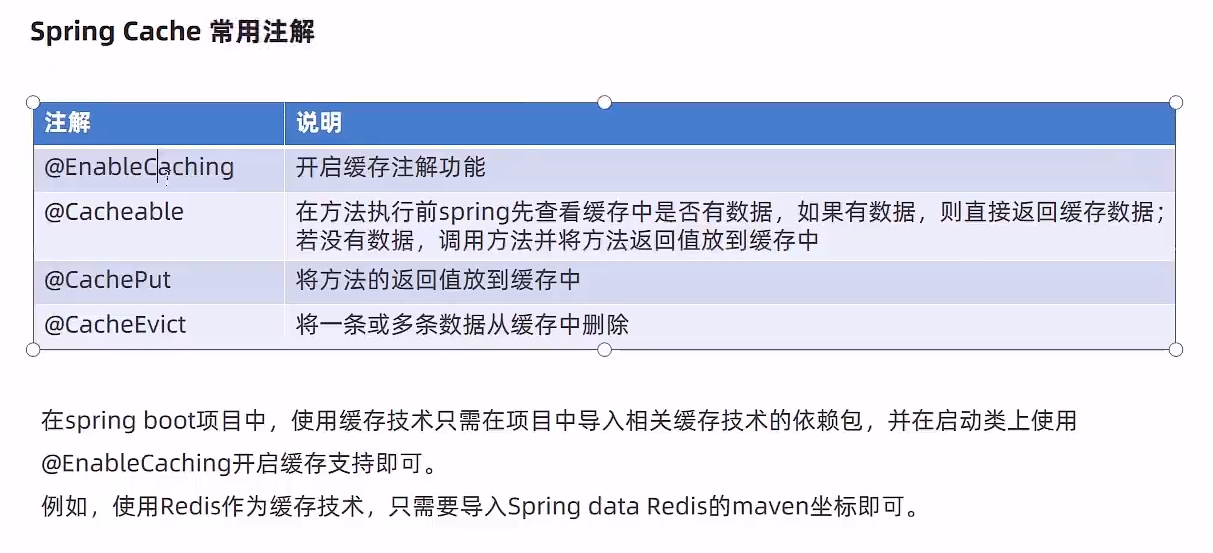 Spring Cache 常用注解
注解 说明
@EnableCaching 开启缓存注解功能
@Cacheable 在方法执行前spring先查看缓存中是否有数据，如果有数据，则直接返回缓存数据；
若没有数据，调用方法并将方法返回值放到缓存中
@CachePut 将方法的返回值放到缓存中
@CacheEvict 将一条或多条数据从缓存中删除
在spring boot项目中，使用缓存技术只需在项目中导入相关缓存技术的依赖包，并在启动类上使用
@EnableCaching开启缓存支持即可。
例如，使用Redis作为缓存技术，只需要导入Spring data Redis的maven坐标即可。